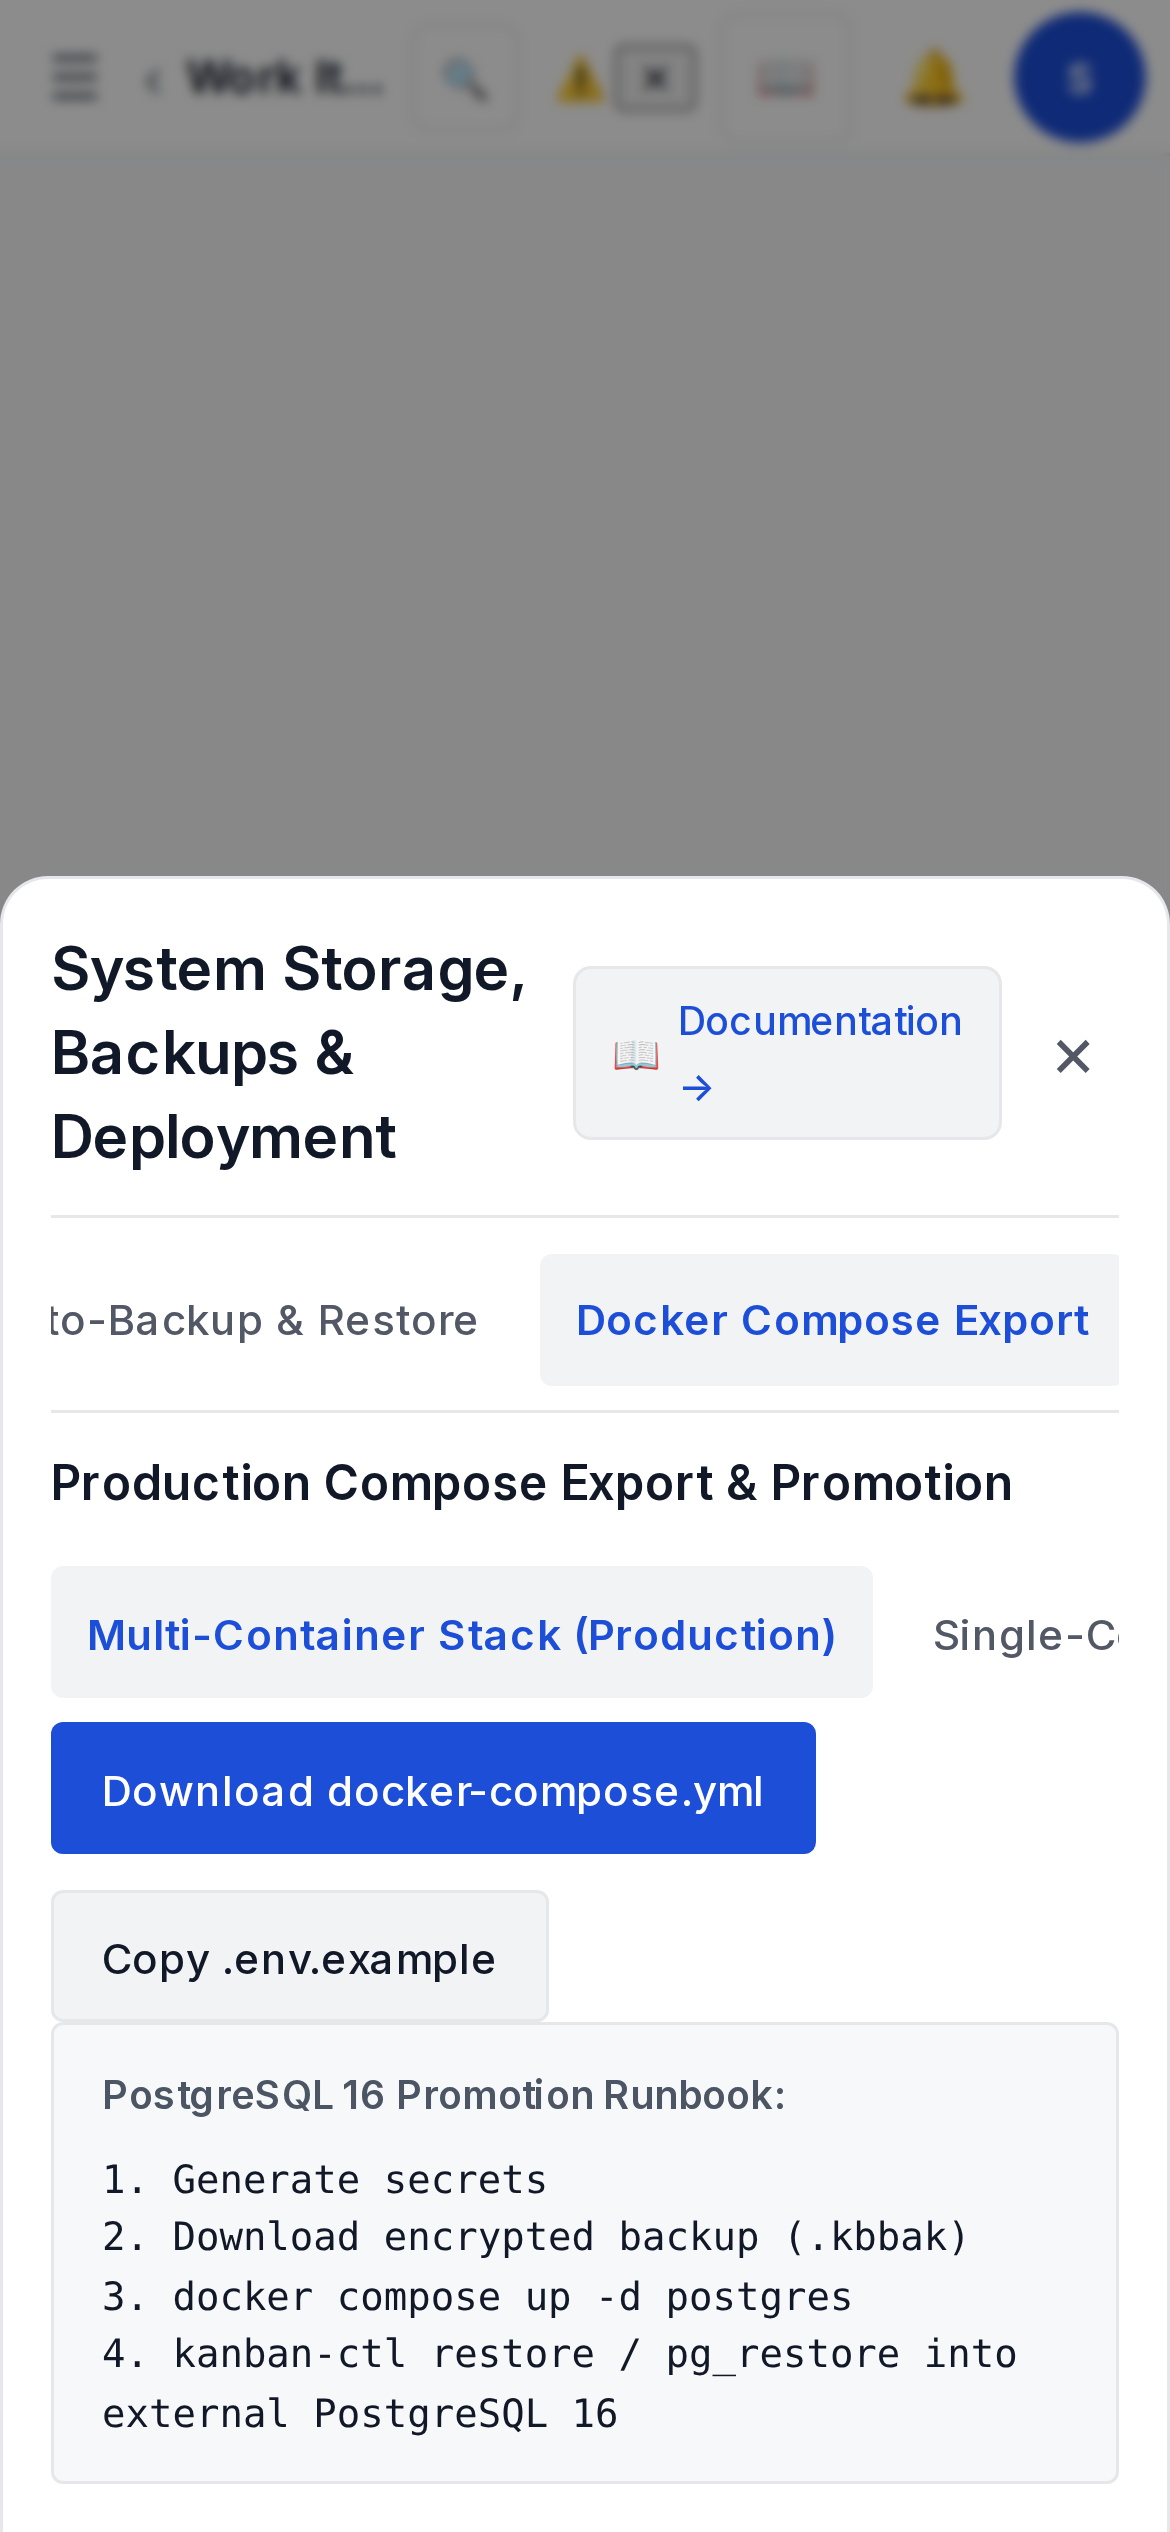 ‹ Work It...
S
System Storage,
Backups &
Deployment
Documentation
→
to-Backup & Restore
Docker Compose Export
Production Compose Export & Promotion
Multi-Container Stack (Production)
Single-C
Download docker-compose.yml
Copy .env.example
PostgreSQL 16 Promotion Runbook:
1. Generate secrets
2. Download encrypted backup (.kbbak)
3. docker compose up -d postgres
4. kanban-ctl restore / pg_restore into
external PostgreSQL 16